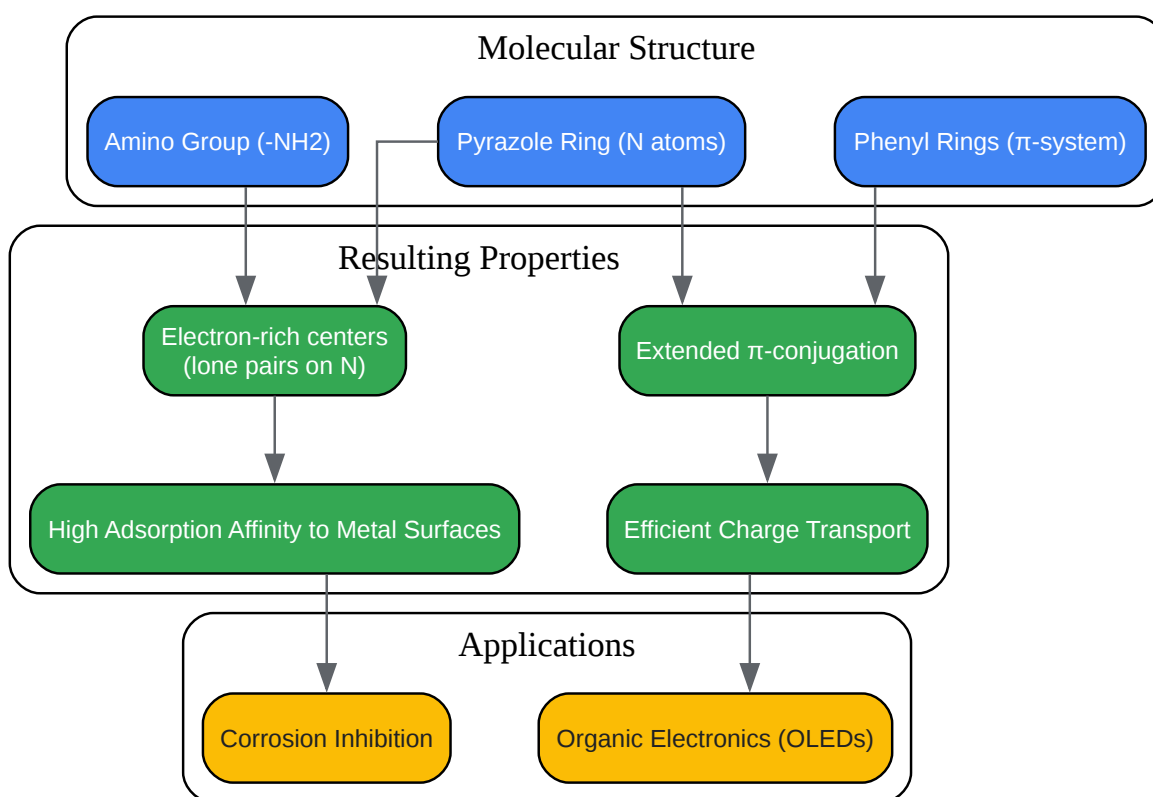 Molecular Structure
Amino Group (-NH2)
Pyrazole Ring (N atoms)
Phenyl Rings (π-system)
Resulting Properties
Electron-rich centers
(lone pairs on N)
Extended π-conjugation
High Adsorption Affinity to Metal Surfaces
Efficient Charge Transport
Applications
Corrosion Inhibition
Organic Electronics (OLEDs)